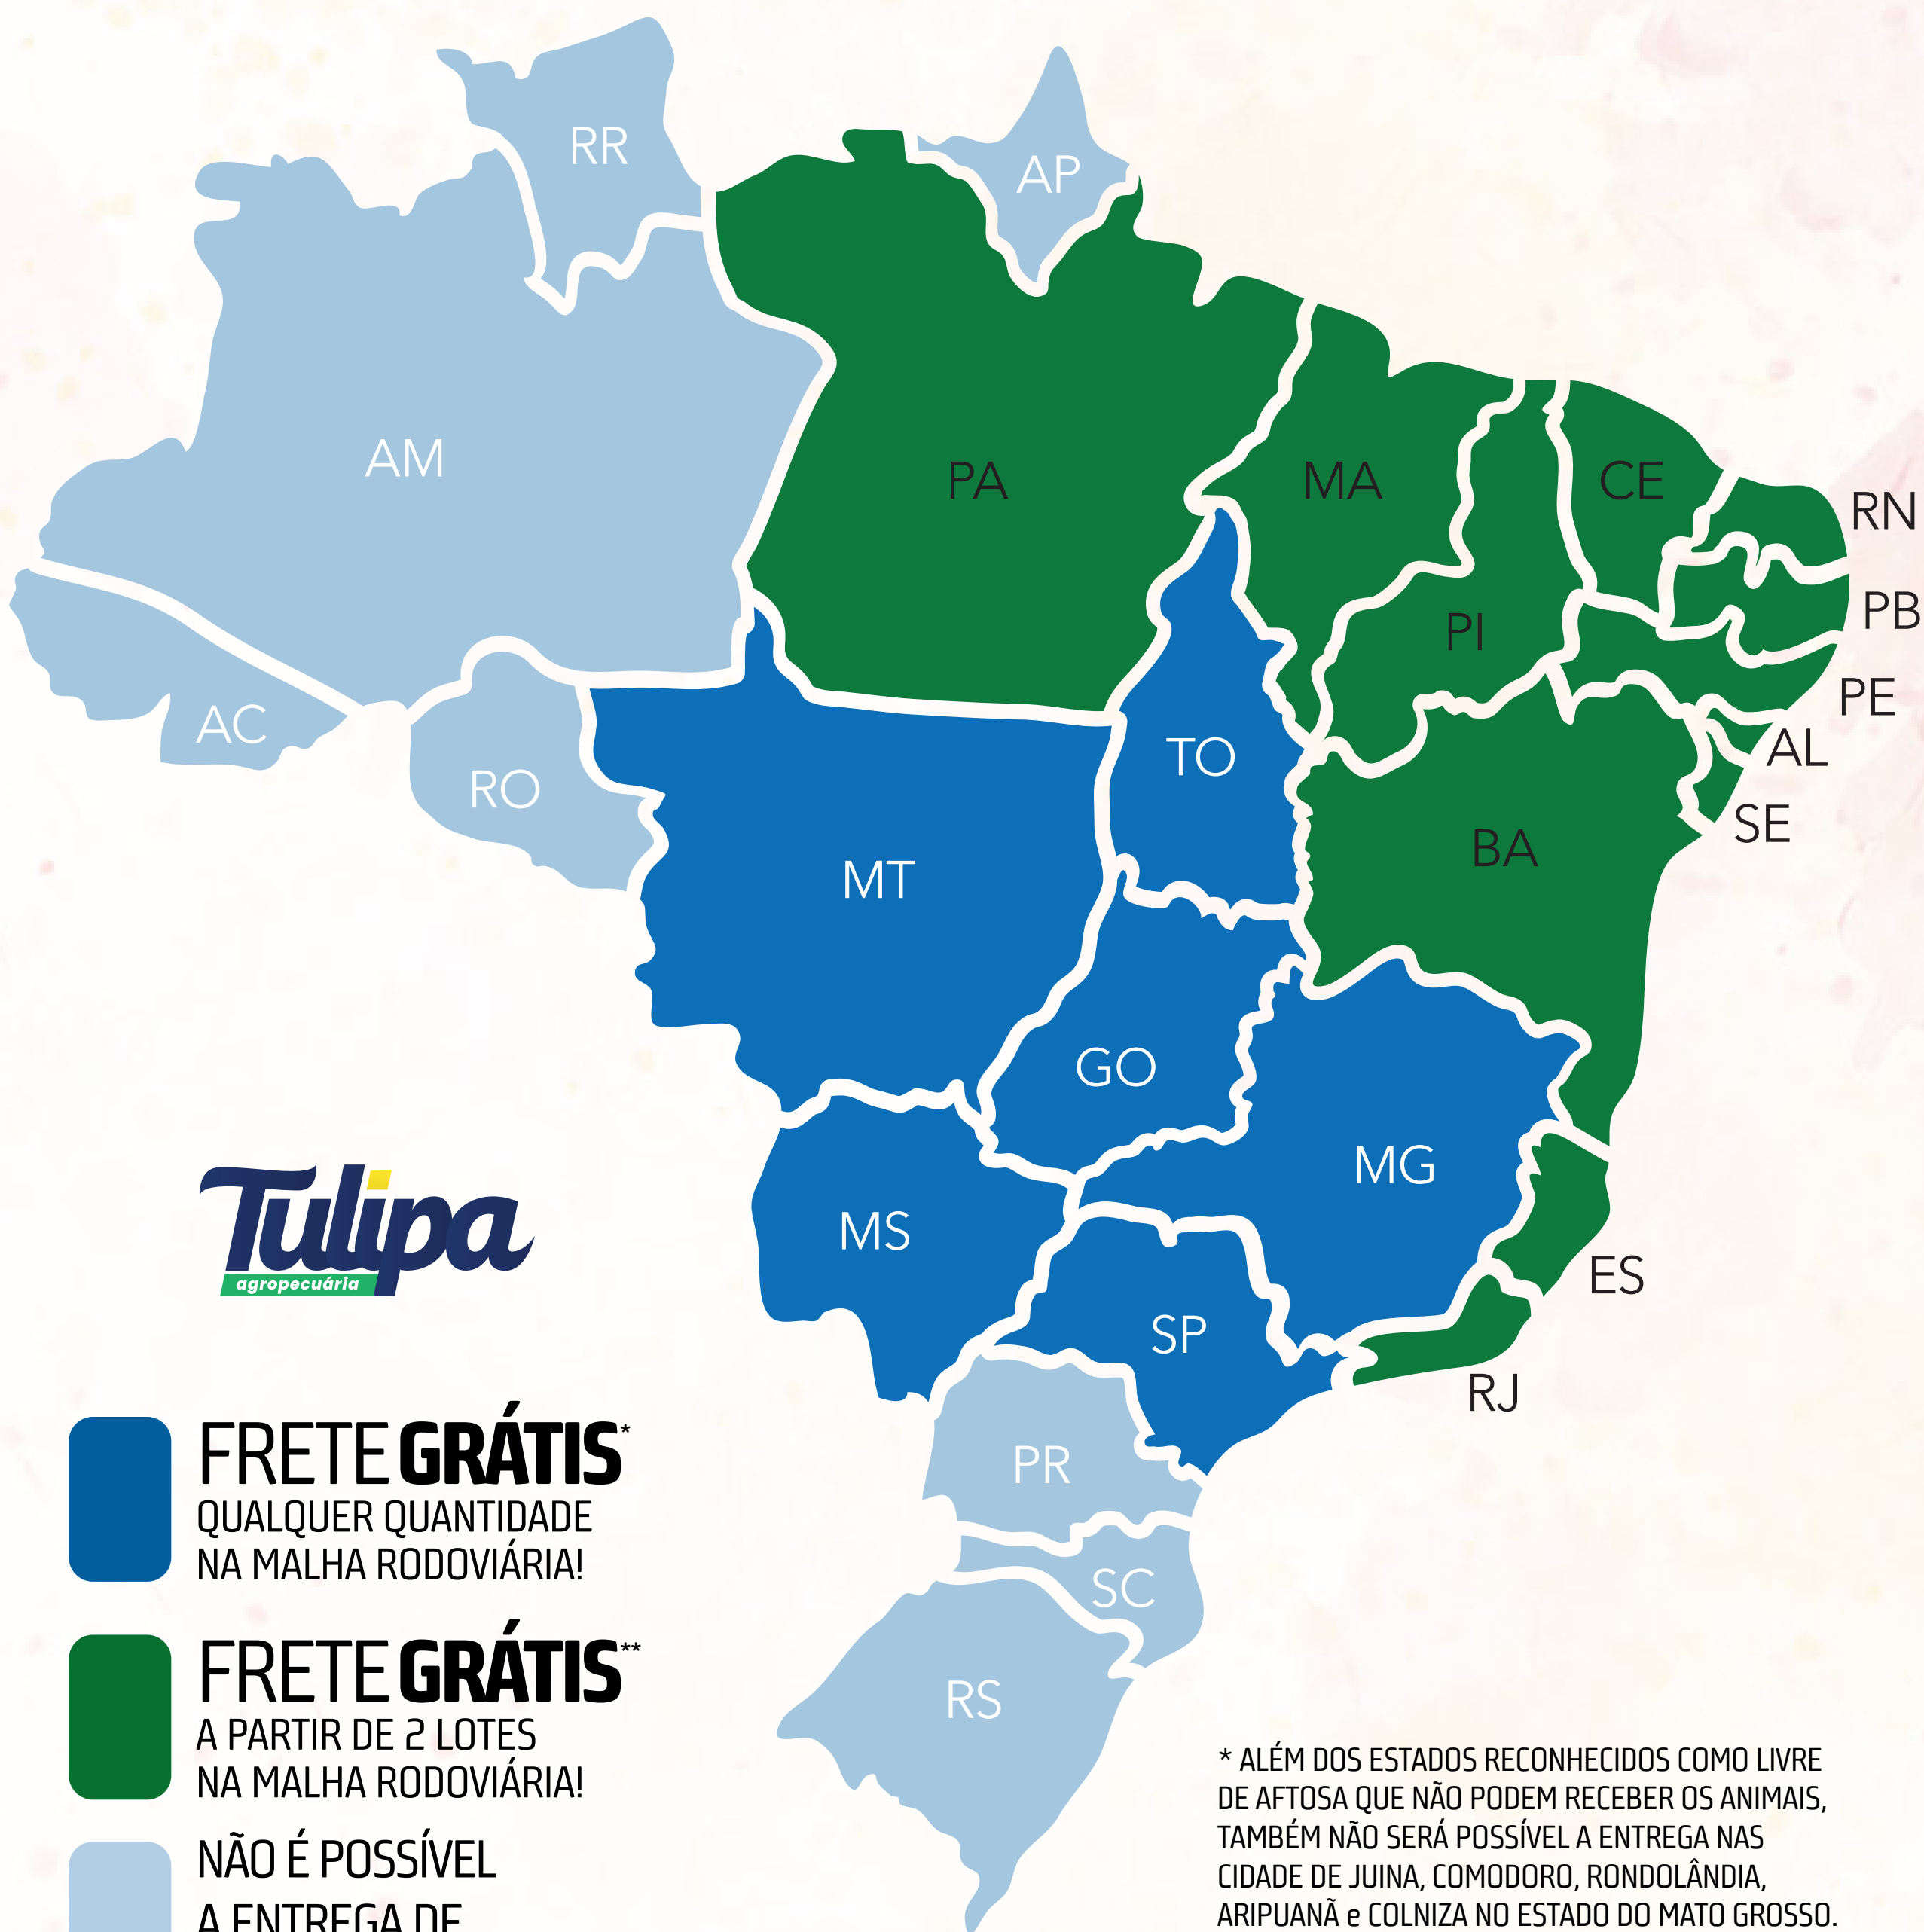 RR
AP
AM
PA
MA
CE
RN
PB
PI
PE
AC
AL
TO
RO
SE
BA
MT
GO
MG
MS
ES
SP
RJ
PR
SC
RS
Tulipa
agropecuária
FRETE GRÁTIS*
QUALQUER QUANTIDADE
NA MALHA RODOVIÁRIA!
FRETE GRÁTIS**
A PARTIR DE 2 LOTES
NA MALHA RODOVIÁRIA!
NÃO É POSSÍVEL
A ENTREGA DE
* ALÉM DOS ESTADOS RECONHECIDOS COMO LIVRE
DE AFTOSA QUE NÃO PODEM RECEBER OS ANIMAIS,
TAMBÉM NÃO SERÁ POSSÍVEL A ENTREGA NAS
CIDADE DE JUINA, COMODORO, RONDOLÂNDIA,
ARIPUANÃ e COLNIZA NO ESTADO DO MATO GROSSO.